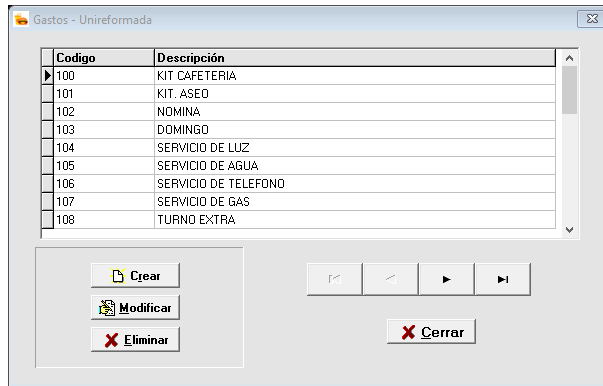 Gastos - Unireformada
Codigo Descripción
100 KIT CAFETERIA
101 KIT. ASEO
102 NOMINA
103 DOMINGO
104 SERVICIO DE LUZ
105 SERVICIO DE AGUA
106 SERVICIO DE TELEFONO
107 SERVICIO DE GAS
108 TURNO EXTRA
Crear
Modificar
Eliminar
Cerrar